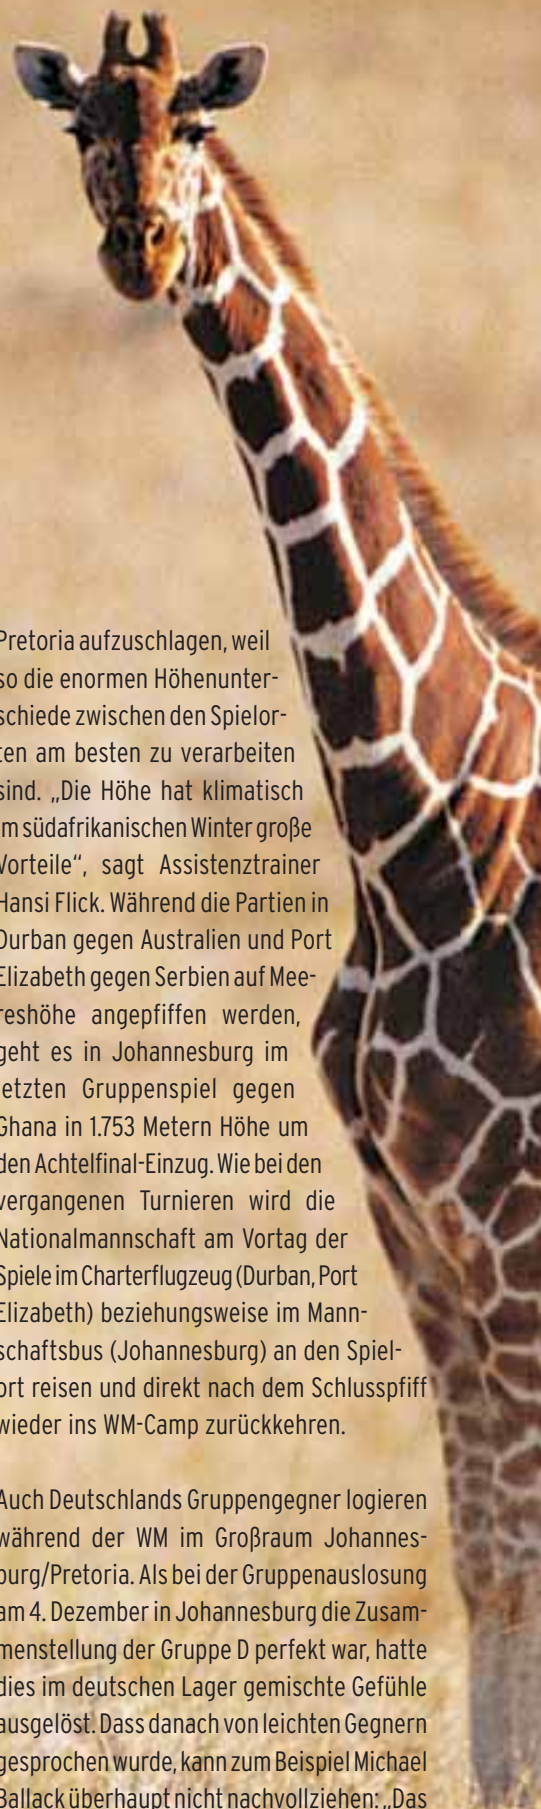 Pretoria aufzuschlagen, weil
so die enormen Höhenunter-
schiede zwischen den Spielor-
ten am besten zu verarbeiten
sind. „Die Höhe hat klimatisch
im südafrikanischen Winter große
Vorteile“, sagt Assistenztrainer
Hansi Flick. Während die Partien in
Durban gegen Australien und Port
Elizabeth gegen Serbien auf Mee-
reshöhe angepfiffen werden,
geht es in Johannesburg im
letzten Gruppenspiel gegen
Ghana in 1.753 Metern Höhe um
den Achtelfinal-Einzug. Wie bei den
vergangenen Turnieren wird die
Nationalmannschaft am Vortag der
Spiele im Charterflugzeug (Durban, Port
Elizabeth) beziehungsweise im Mann-
schaftsbus (Johannesburg) an den Spiel-
ort reisen und direkt nach dem Schlusspfiff
wieder ins WM-Camp zurückkehren.
Auch Deutschlands Gruppengegner logieren
während der WM im Großraum Johannes-
burg/Pretoria. Als bei der Gruppenauslosung
am 4. Dezember in Johannesburg die Zusam-
menstellung der Gruppe D perfekt war, hatte
dies im deutschen Lager gemischte Gefühle
ausgelöst. Dass danach von leichten Gegnern
gesprochen wurde, kann zum Beispiel Michael
Ballack überhaupt nicht nachvollziehen: „Das